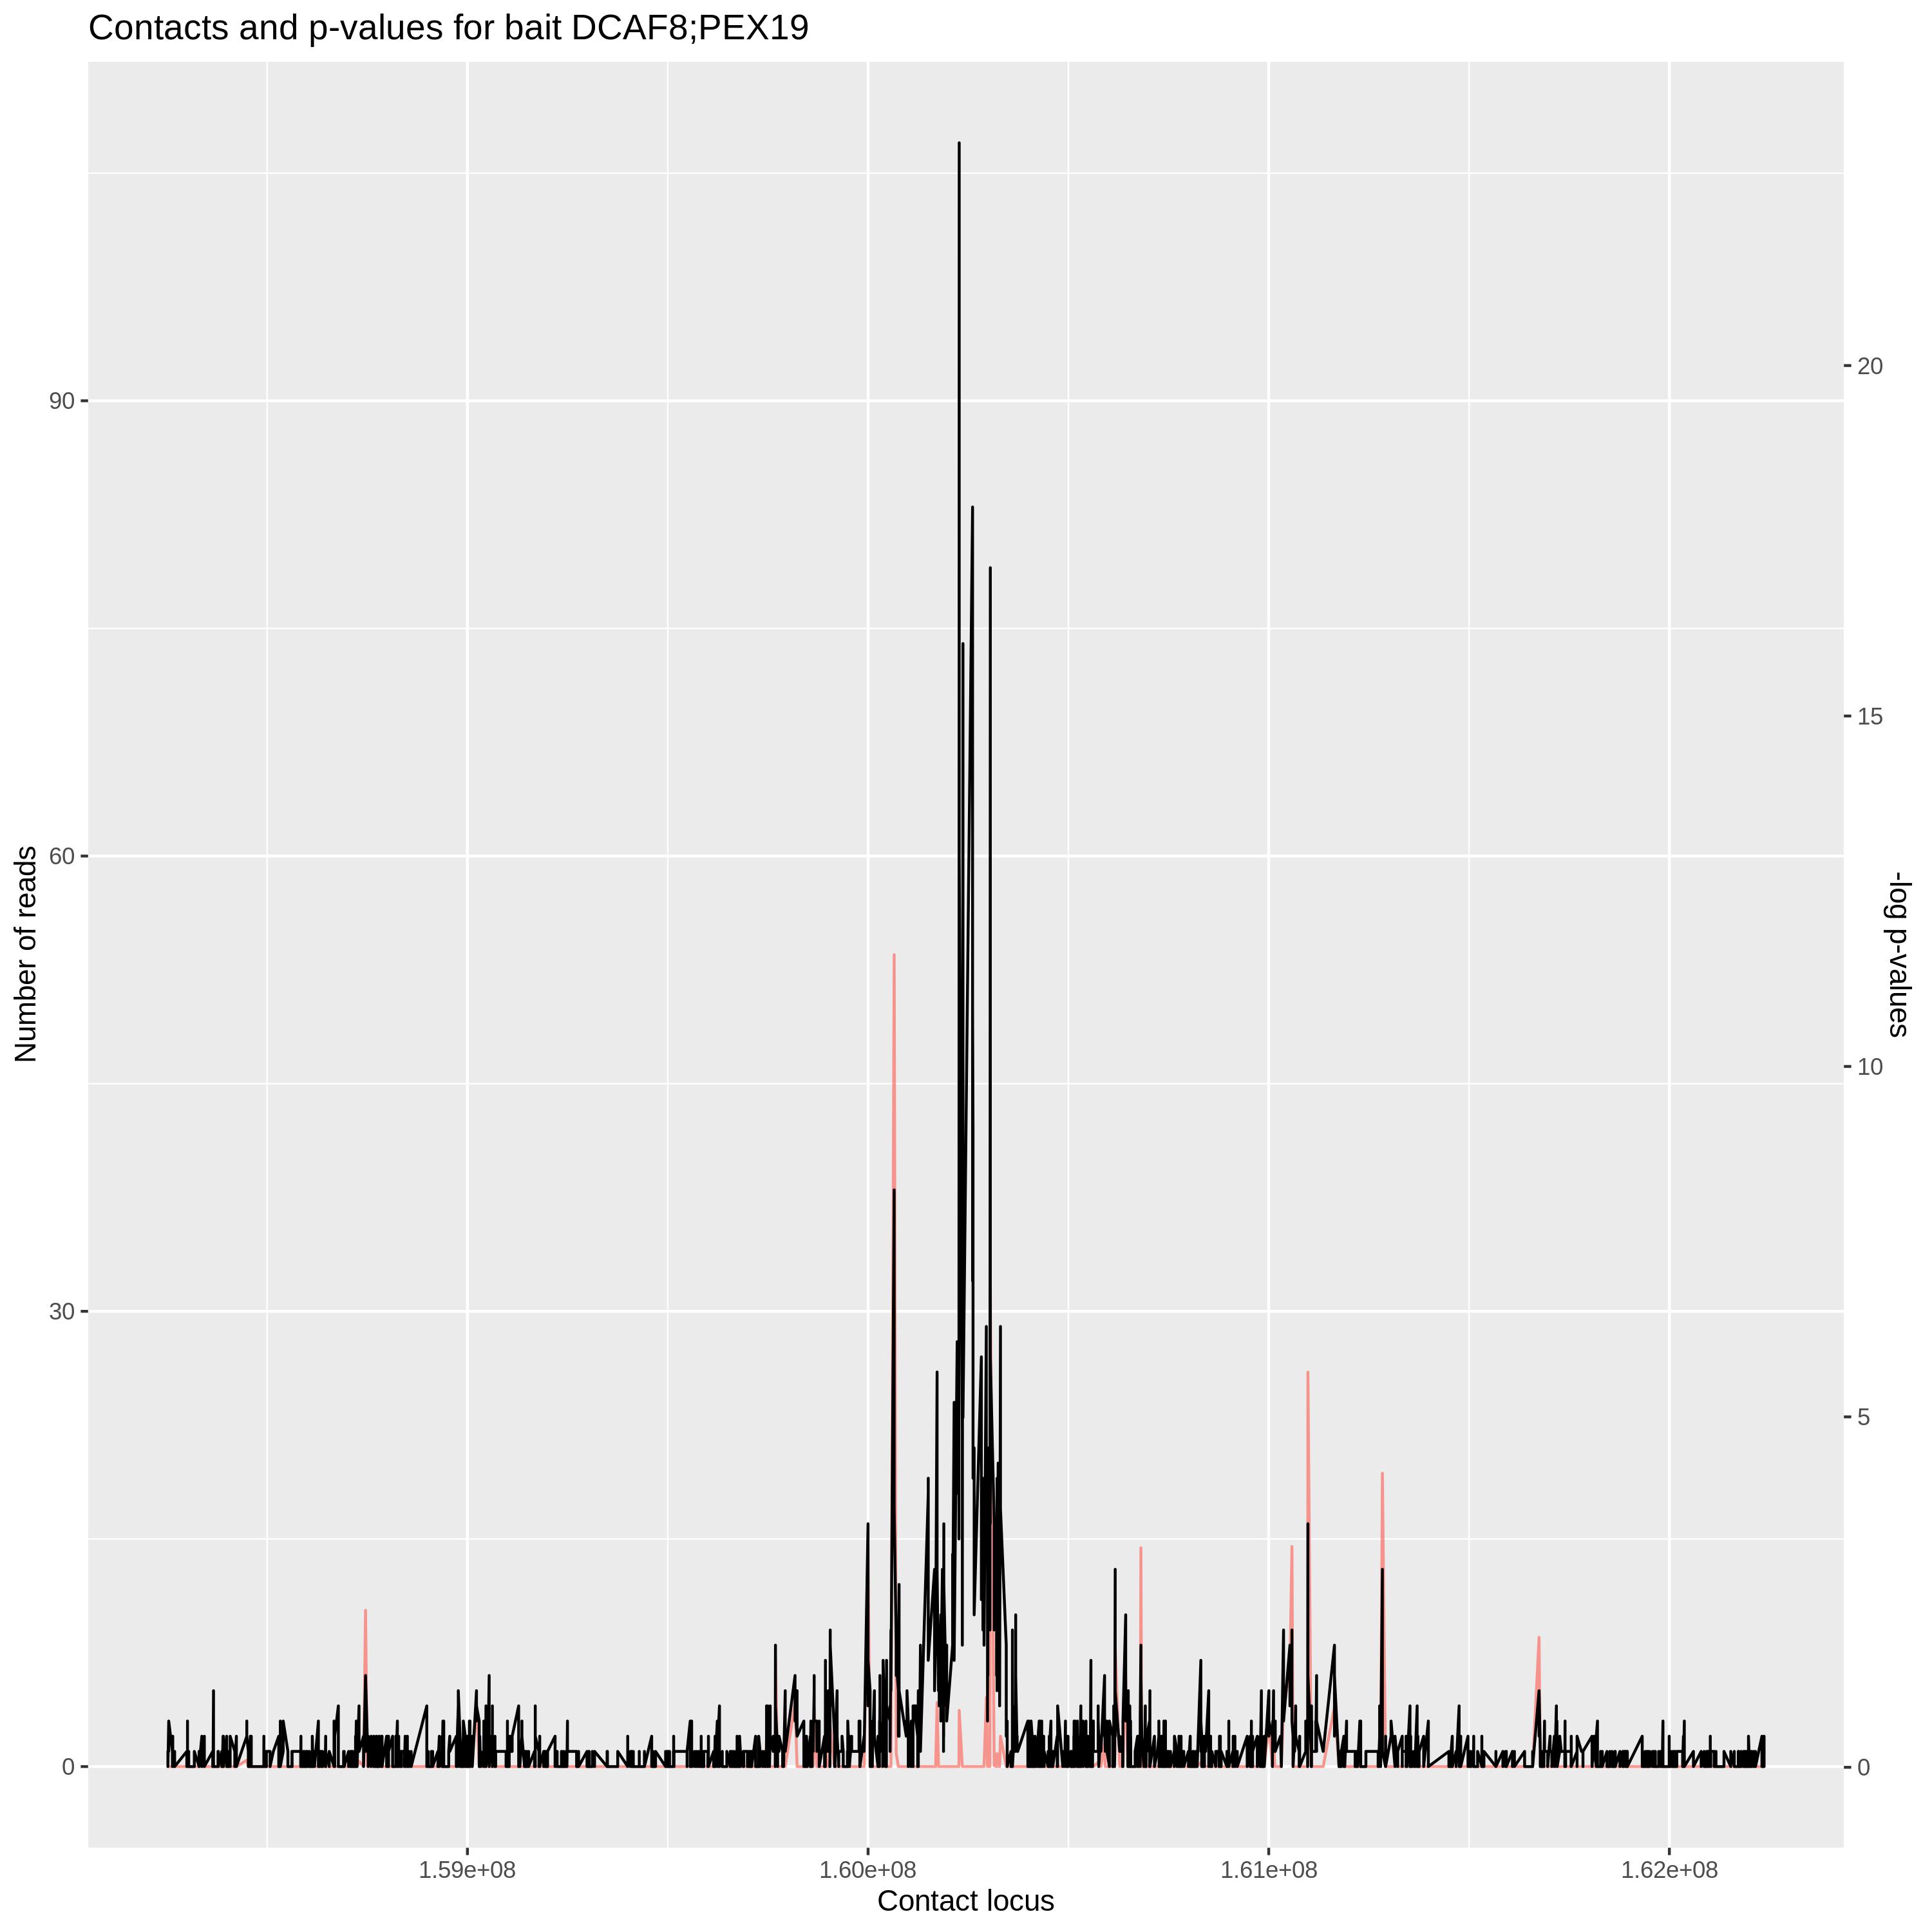 Contacts and p-values for bait DCAF8;PEX19
Number of reads
90
60
30
0
20
15
10
5
0
-log p-values
1.59e+08
1.60e+08
1.61e+08
1.62e+08
Contact locus